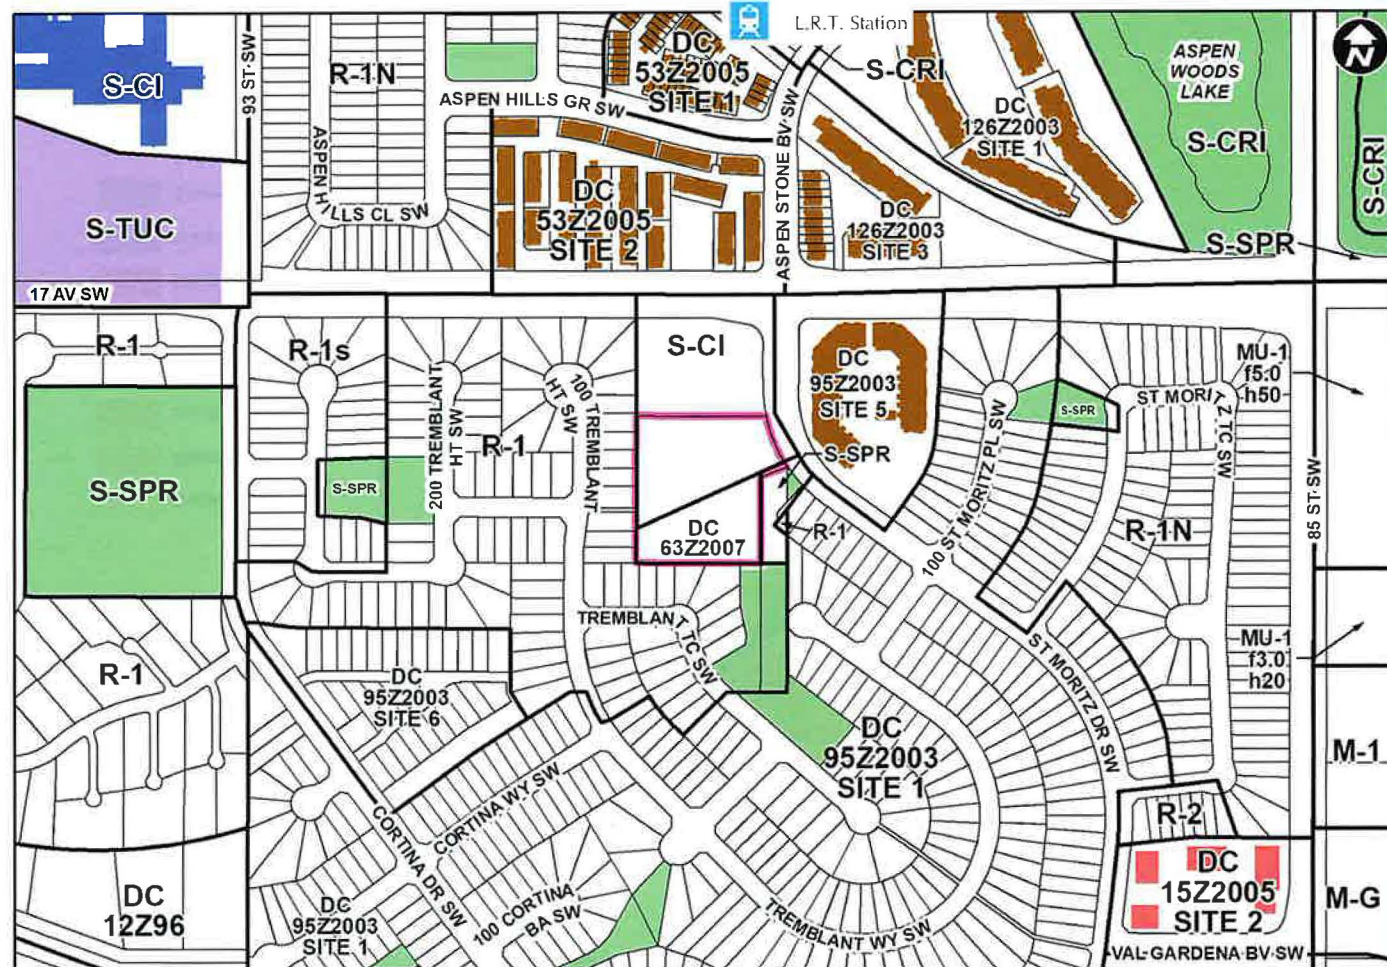 L.R.T. Station
N
S-CI
93 ST SW
R-1N
DC
53Z2005
SITE 1
S-CRI
ASPEN
WOODS
LAKE
S-CRI
S-CRI
ASPEN HILLS GR SW
DC
126Z2003
SITE 1
ASPEN HILLS CL SW
ASPEN STONE BV SW
S-TUC
DC
53Z2005
SITE 2
DC
126Z2003
SITE 3
S-SPR
17 AV SW
R-1
R-1s
200 TREMBLANT
HT SW
R-1
100 TREMBLANT
HT SW
S-CI
DC
95Z2003
SITE 5
MU-1
f5.0
h50
ST MORITZ TC SW
S-SPR
100 ST MORITZ PL SW
S-SPR
S-SPR
S-SPR
85 ST SW
DC
63Z2007
R-1
R-1N
TREMBLANT TC SW
ST MORITZ DR SW
MU-1
f3.0
h20
R-1
DC
95Z2003
SITE 6
DC
95Z2003
SITE 1
M-1
CORTINA WY SW
CORTINA DR SW
R-2
DC
12Z96
DC
95Z2003
SITE 1
100 CORTINA
BA SW
TREMBLANT WY SW
DC
15Z2005
SITE 2
M-G
VAL GARDENA BV SW